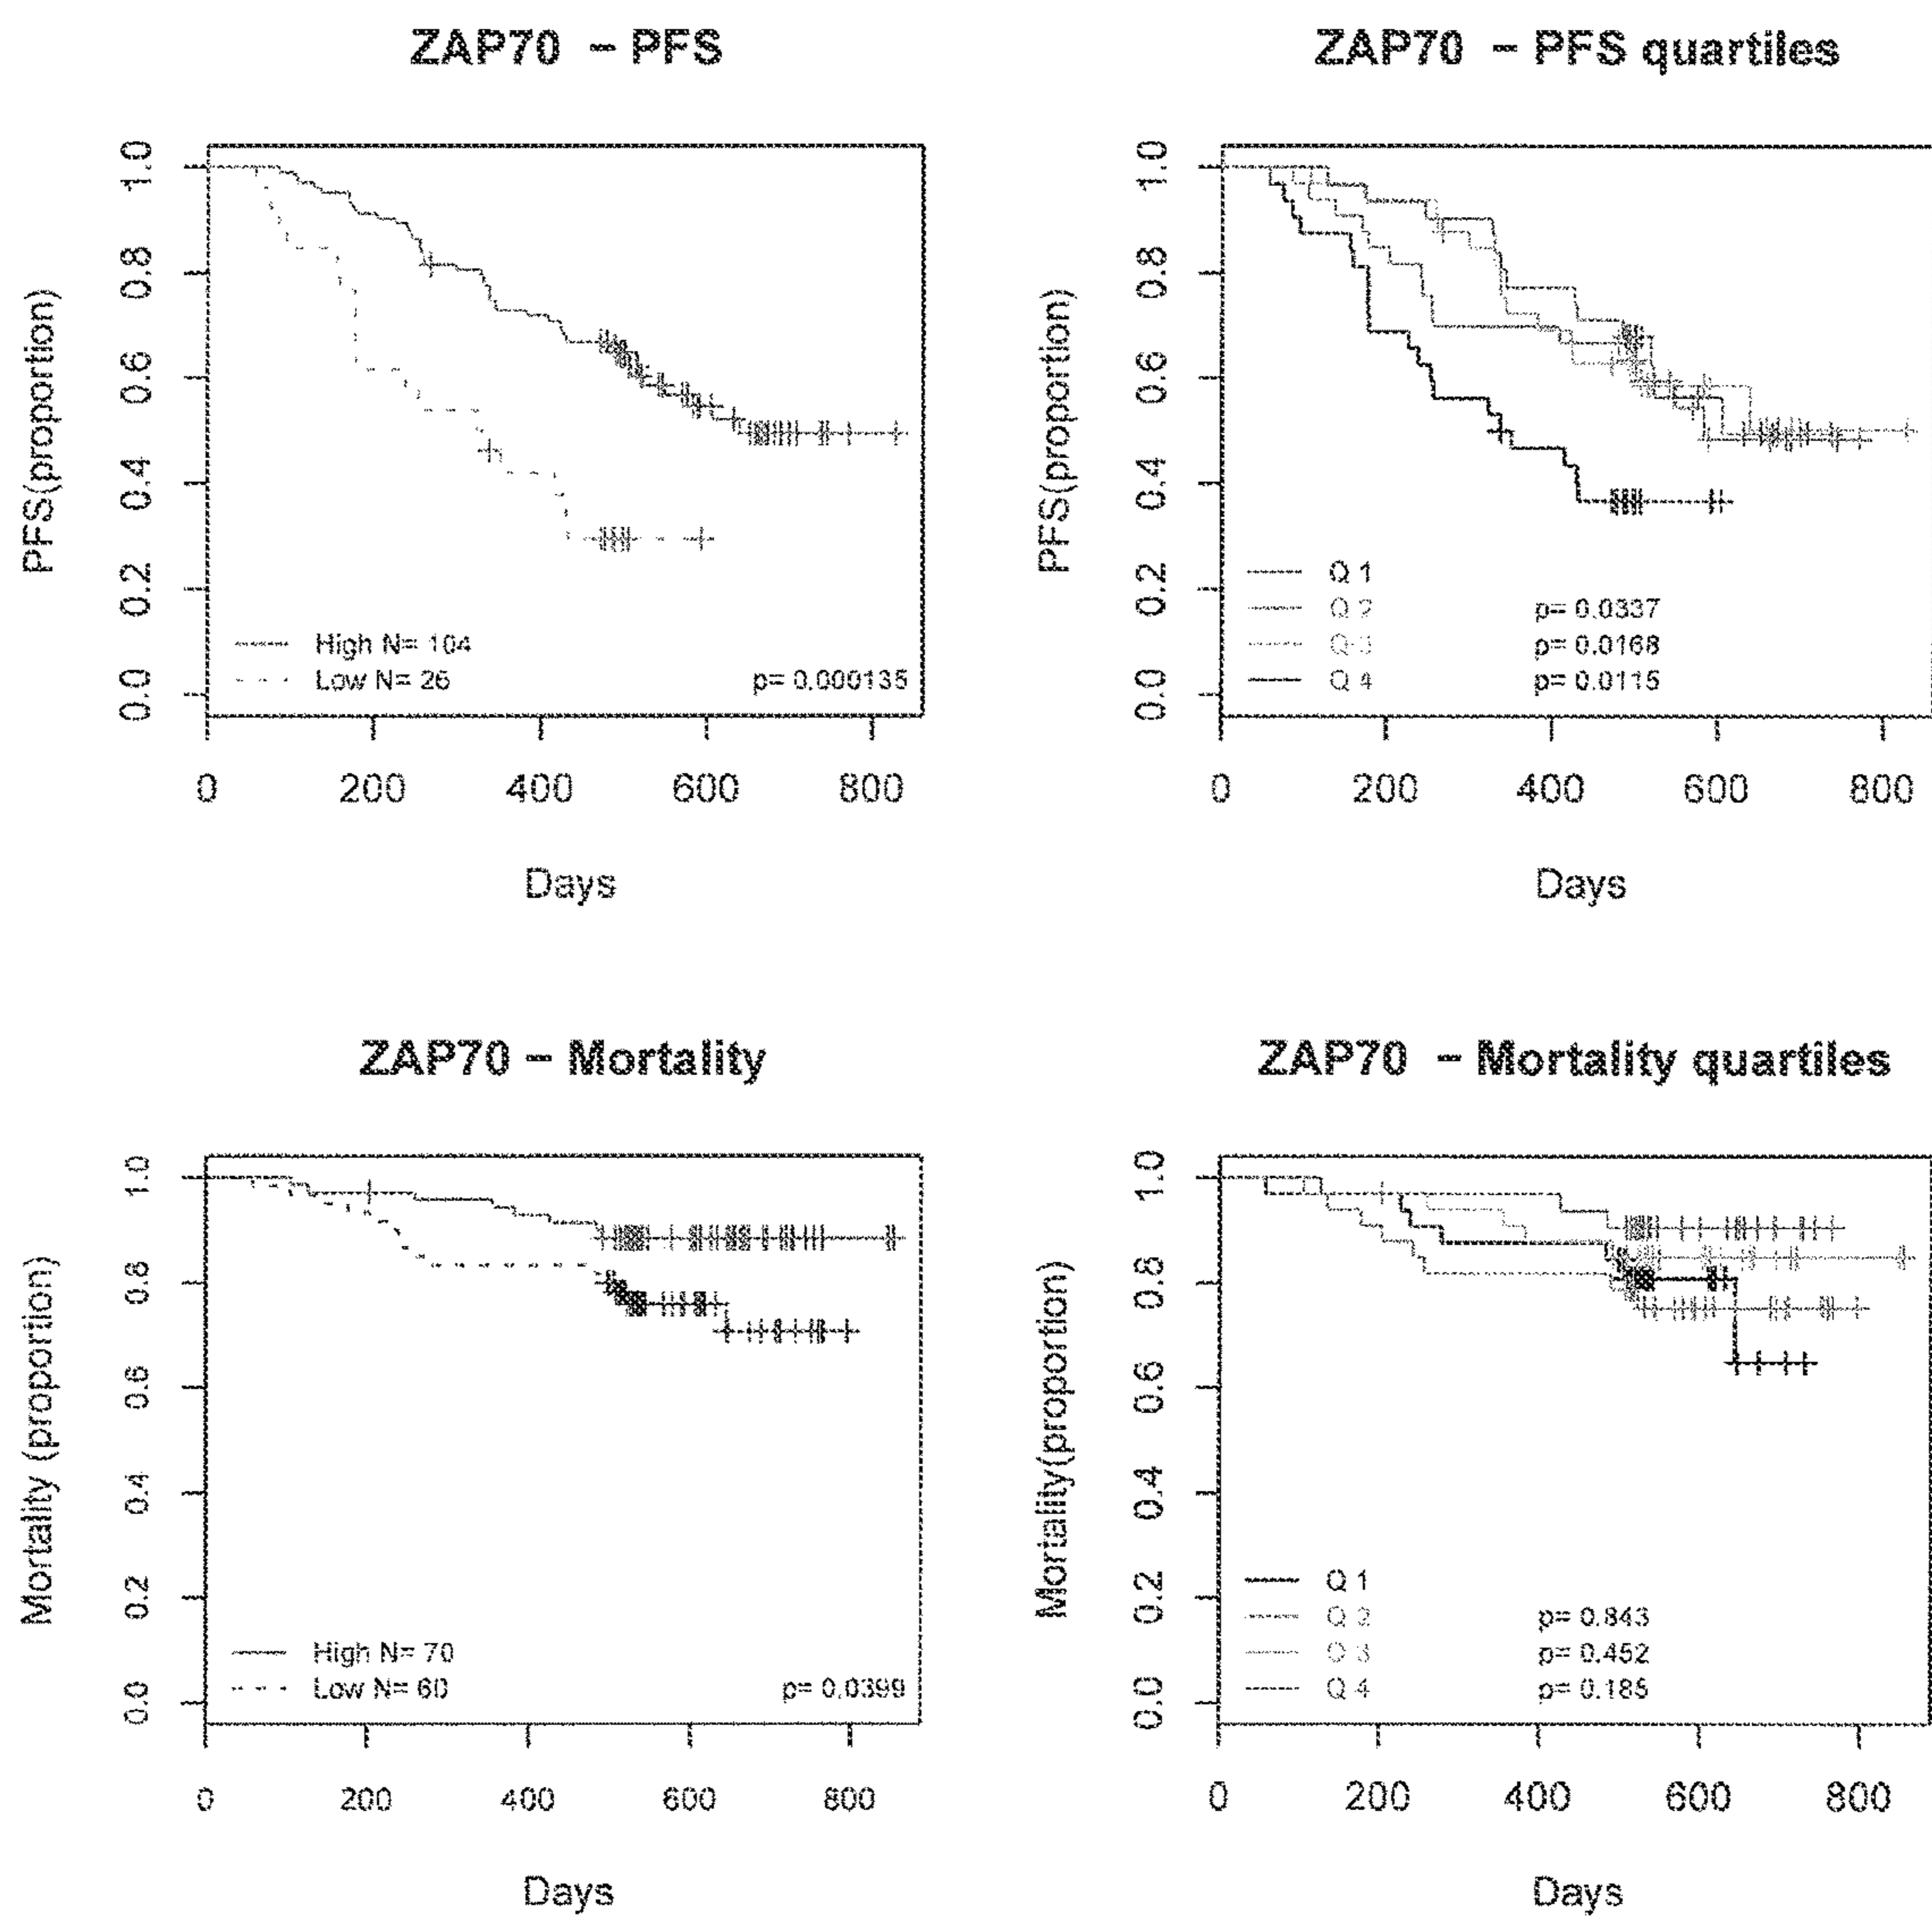 ZAP70 – PFS
PFS(proportion)
1.0
0.8
0.6
0.4
0.2
0.0
High N= 104
Low N= 26
p= 0.000135
0 200 400 600 800
Days
ZAP70 – PFS quartiles
PFS(proportion)
1.0
0.8
0.6
0.4
0.2
0.0
Q 1
Q 2 p= 0.0337
Q 3 p= 0.0168
Q 4 p= 0.0115
0 200 400 600 800
Days
ZAP70 – Mortality
Mortality (proportion)
1.0
0.8
0.6
0.4
0.2
0.0
High N= 70
Low N= 60
p= 0.0399
0 200 400 600 800
Days
ZAP70 – Mortality quartiles
Mortality(proportion)
1.0
0.8
0.6
0.4
0.2
0.0
Q 1
Q 2 p= 0.843
Q 3 p= 0.452
Q 4 p= 0.185
0 200 400 600 800
Days